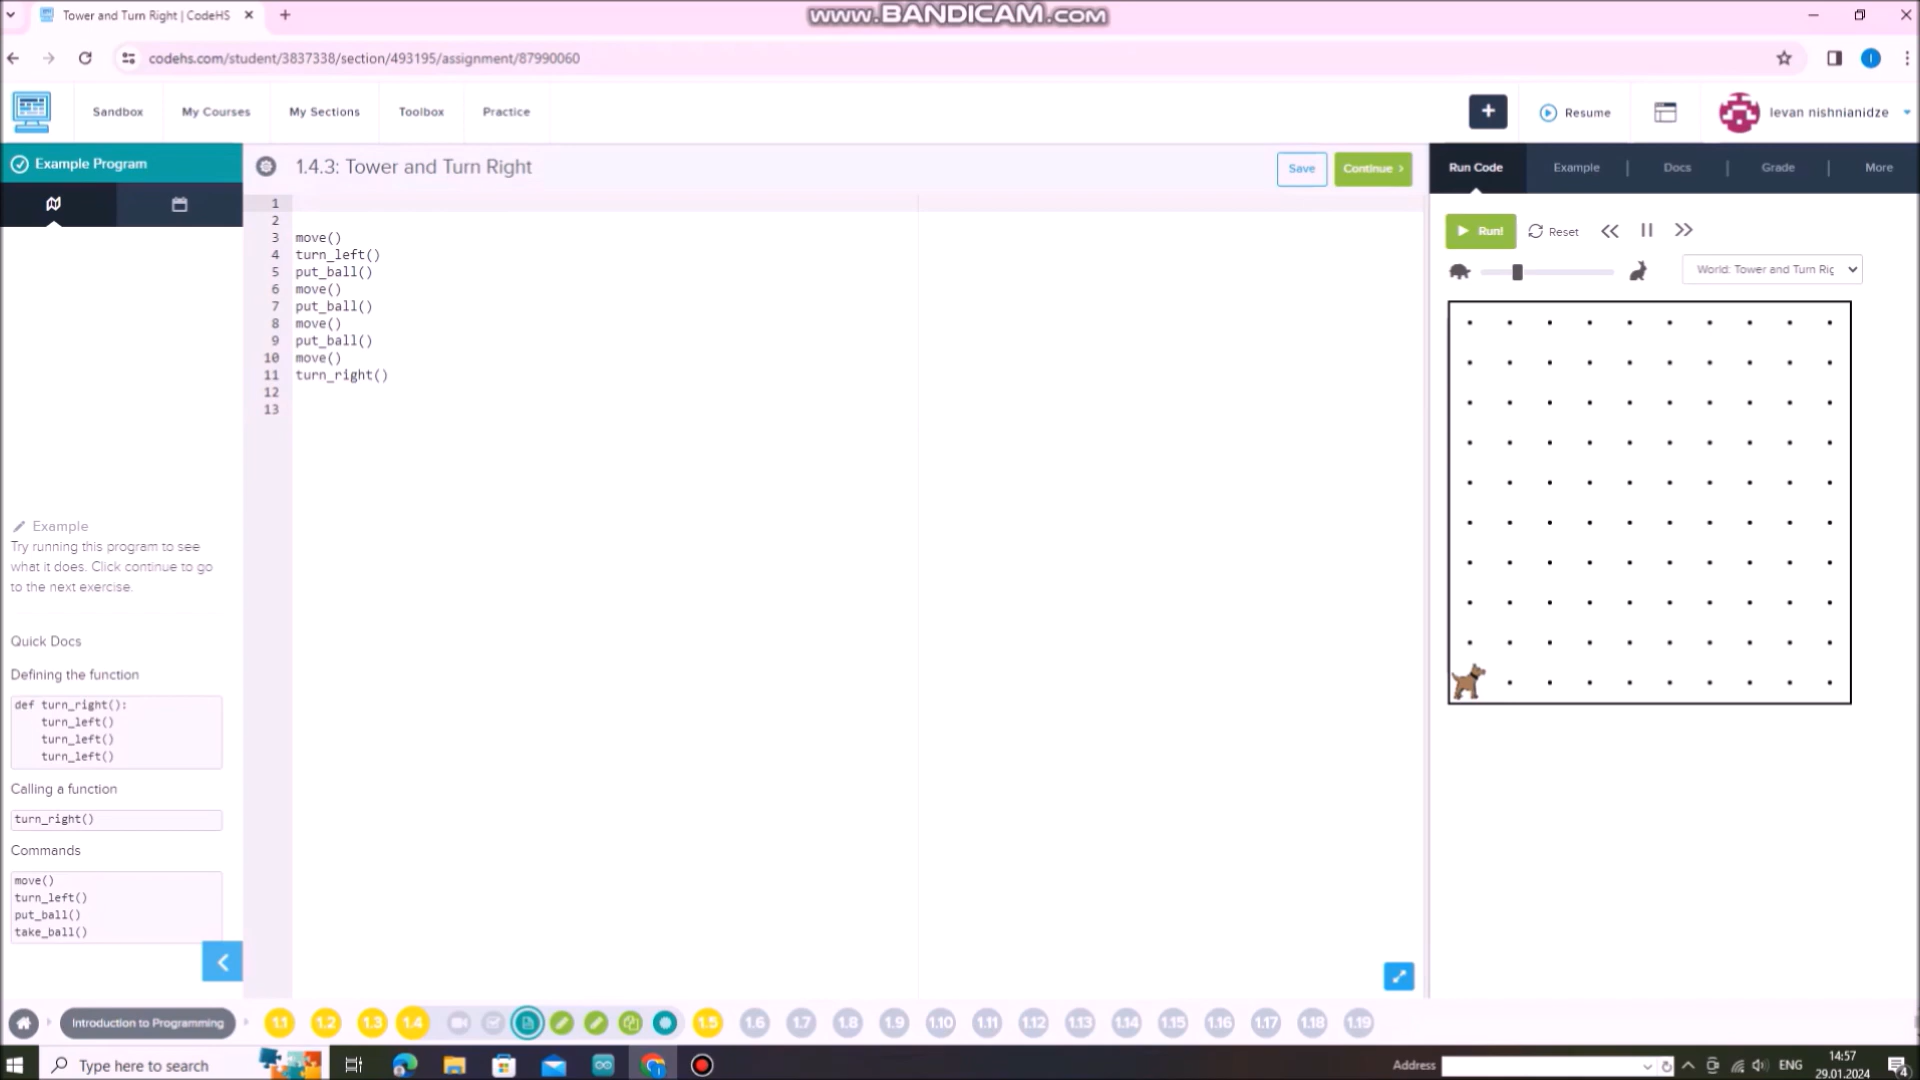 Tower and Turn Right | CodeHS
www.BANDICAM.com
codehs.com/student/3837338/section/493195/assignment/87990060
Sandbox
My Courses
My Sections
Toolbox
Practice
Resume
levan nishnianidze
Example Program
1.4.3: Tower and Turn Right
Save
Continue
Run Code
Example
Docs
Grade
More
Run!
Reset
World: Tower and Turn Rig
1
2
3 move()
4 turn_left()
5 put_ball()
6 move()
7 put_ball()
8 move()
9 put_ball()
10 move()
11 turn_right()
12
13
Example
Try running this program to see
what it does. Click continue to go
to the next exercise.
Quick Docs
Defining the function
def turn_right():
turn_left()
turn_left()
turn_left()
Calling a function
turn_right()
Commands
move()
turn_left()
put_ball()
take_ball()
Introduction to Programming
1.1
1.2
1.3
1.4
1.5
1.6
1.7
1.8
1.9
1.10
1.11
1.12
1.13
1.14
1.15
1.16
1.17
1.18
1.19
Type here to search
Address
ENG
14:57
29.01.2024
4